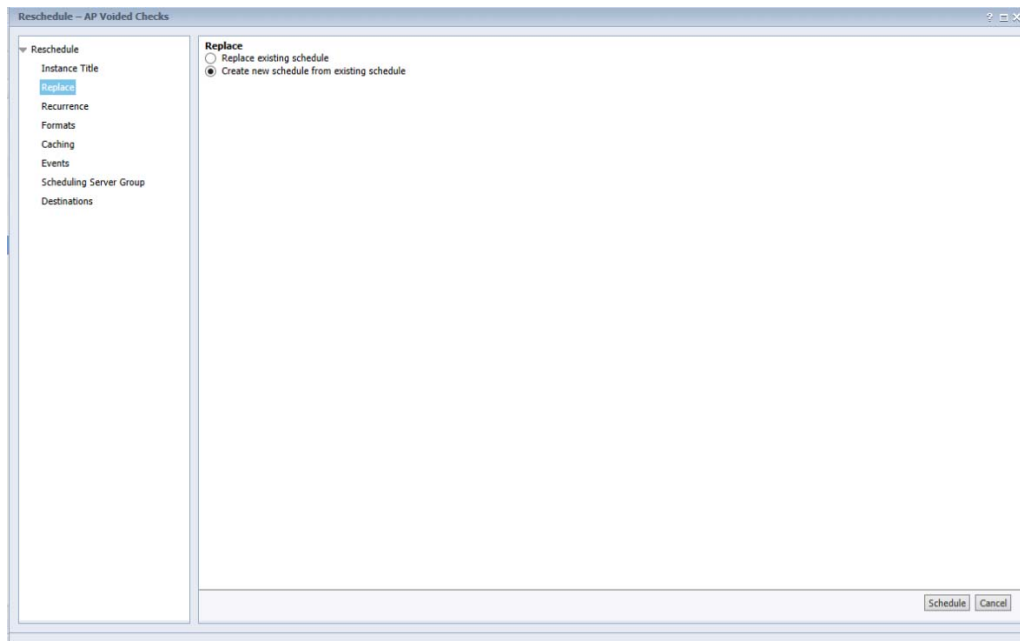 Reschedule – AP Voided Checks
Reschedule
Instance Title
Replace
Recurrence
Formats
Caching
Events
Scheduling Server Group
Destinations
Replace
Replace existing schedule
Create new schedule from existing schedule
Schedule Cancel